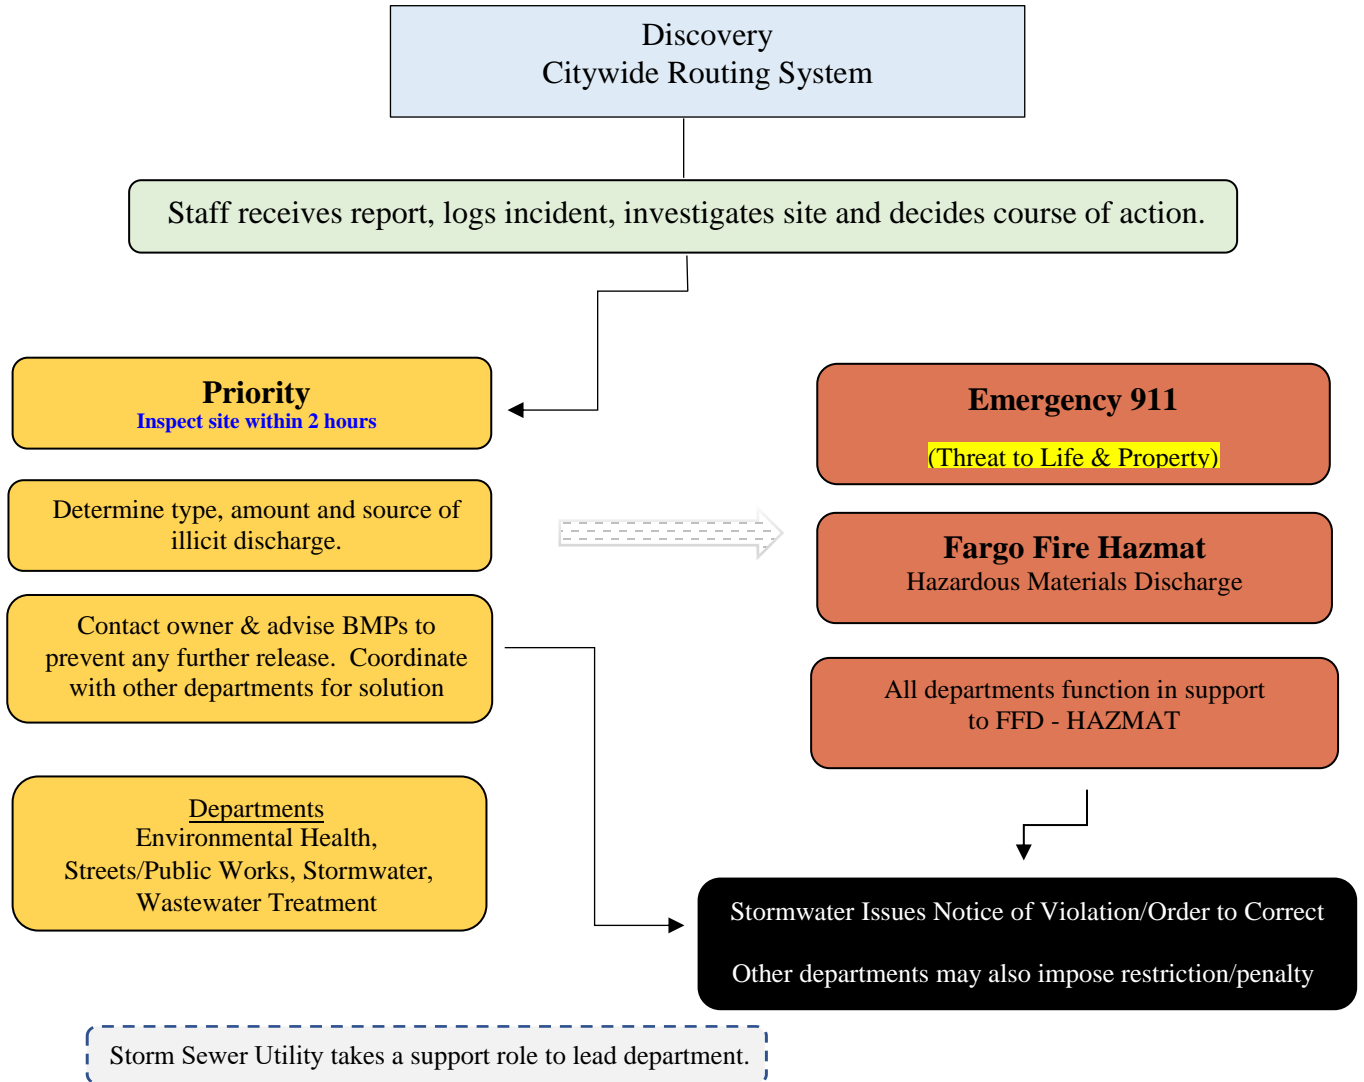 Discovery
Citywide Routing System
Staff receives report, logs incident, investigates site and decides course of action.
Priority
Inspect site within 2 hours
Determine type, amount and source of
illicit discharge.
Contact owner & advise BMPs to
prevent any further release. Coordinate
with other departments for solution
Departments
Environmental Health,
Streets/Public Works, Stormwater,
Wastewater Treatment
Emergency 911
(Threat to Life & Property)
Fargo Fire Hazmat
Hazardous Materials Discharge
All departments function in support
to FFD - HAZMAT
Stormwater Issues Notice of Violation/Order to Correct
Other departments may also impose restriction/penalty
Storm Sewer Utility takes a support role to lead department.